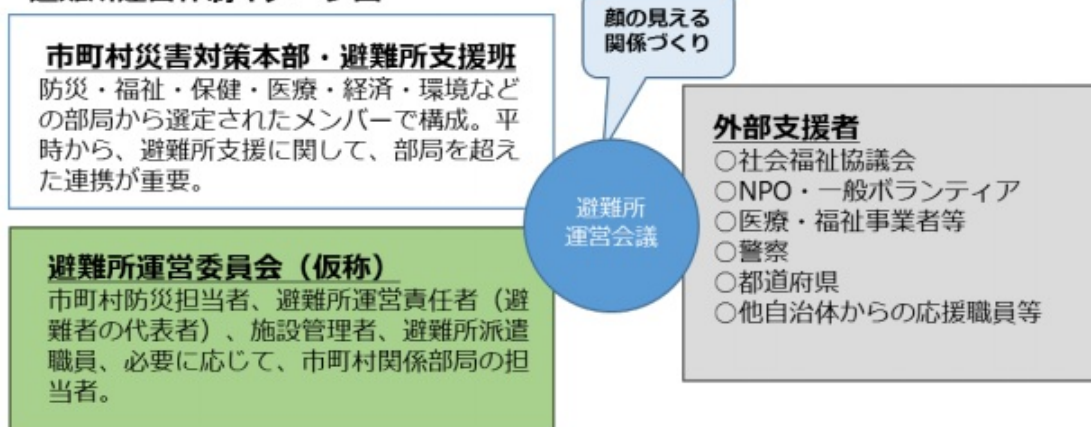 顔の見える
関係づくり
市町村災害対策本部・避難所支援班
防災・福祉・保健・医療・経済・環境など
の部局から選定されたメンバーで構成。平
時から、避難所支援に関して、部局を超え
た連携が重要。
避難所
運営会議
外部支援者
○社会福祉協議会
○NPO・一般ボランティア
○医療・福祉事業者等
○警察
○都道府県
○他自治体からの応援職員等
避難所運営委員会（仮称）
市町村防災担当者、避難所運営責任者（避
難者の代表者）、施設管理者、避難所派遣
職員、必要に応じて、市町村関係部局の担
当者。